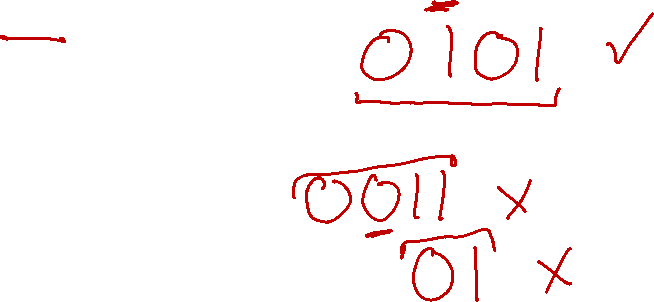 0101 ✓
0011 ×
01 ×